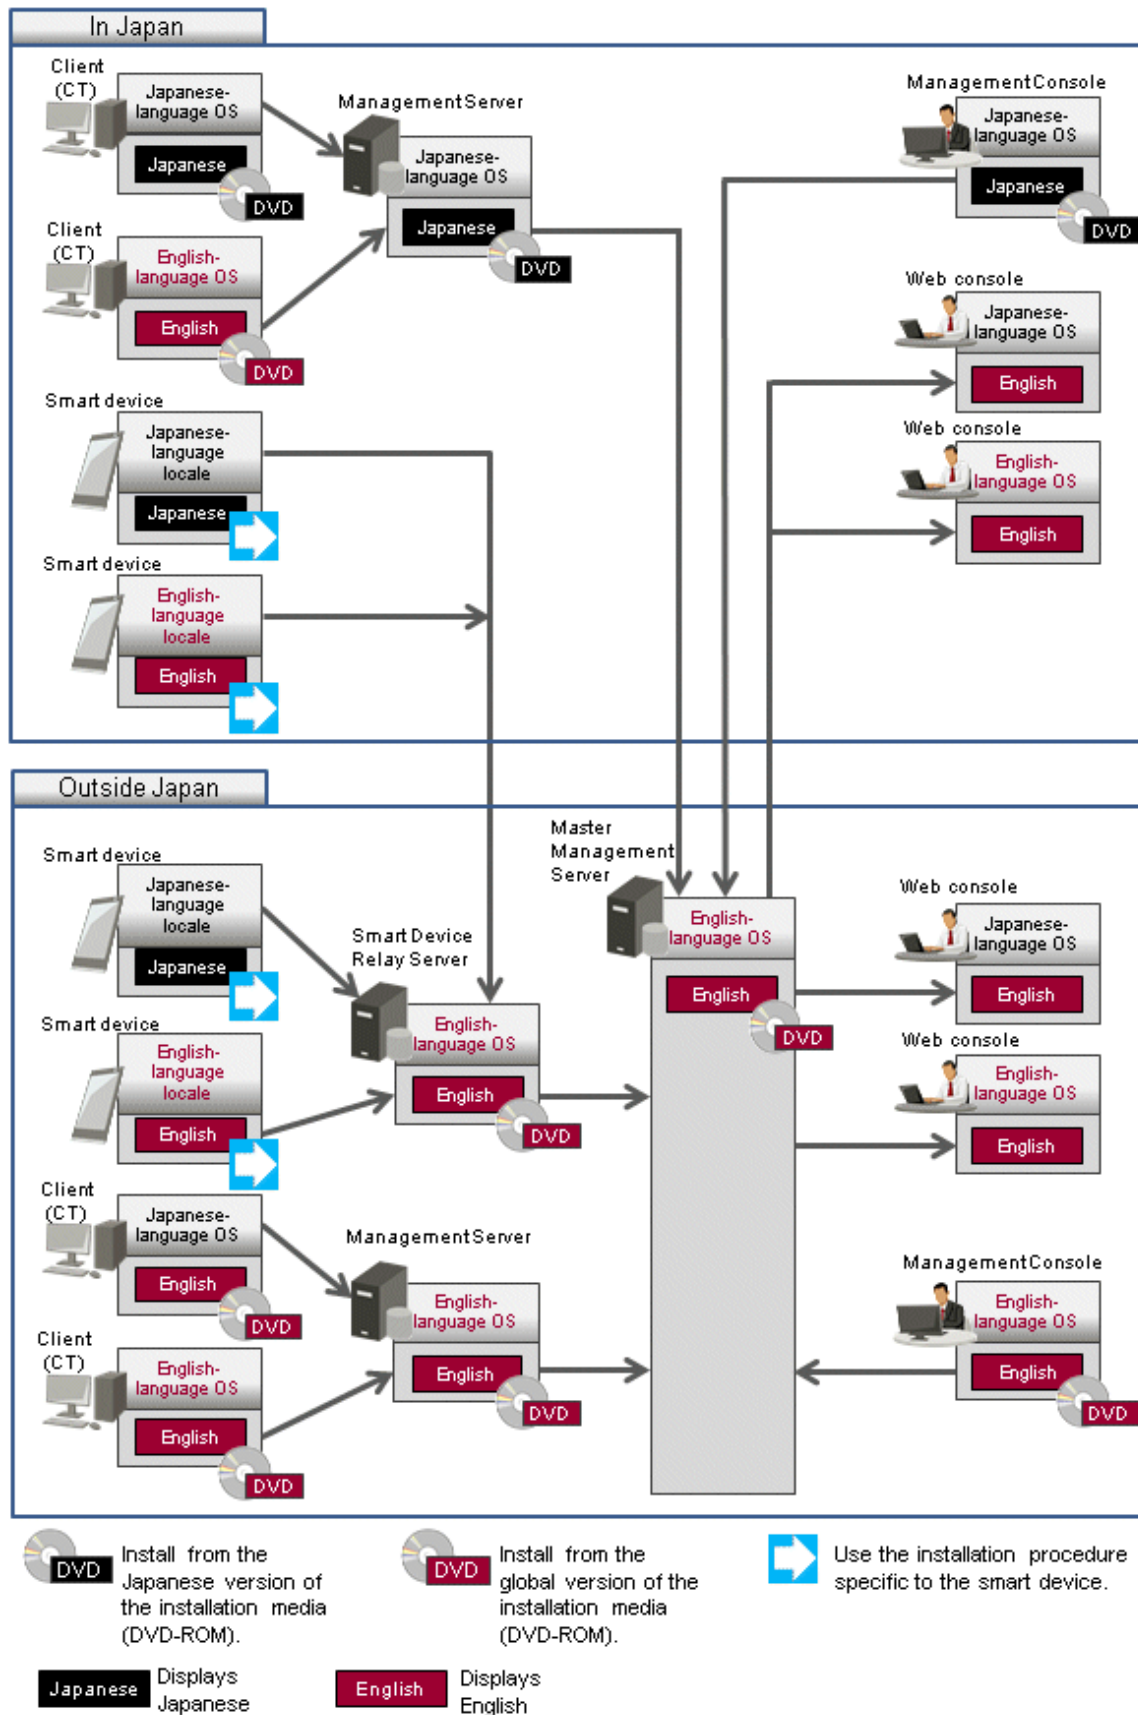 In Japan
Client
(CT)
Japanese-
language OS
Japanese
DVD
Management Server
Japanese-
language OS
Japanese
DVD
Management Console
Japanese-
language OS
Japanese
DVD
Client
(CT)
English-
language OS
English
DVD
Web console
Japanese-
language OS
English
Smart device
Japanese-
language
locale
Japanese
Web console
English-
language OS
English
Smart device
English-
language
locale
English
Outside Japan
Smart device
Japanese-
language
locale
Japanese
Smart Device
Relay Server
English-
language OS
English
DVD
Master
Management
Server
English-
language OS
English
DVD
Web console
Japanese-
language OS
English
Smart device
English-
language
locale
English
Web console
English-
language OS
English
Client
(CT)
Japanese-
language OS
English
DVD
Management Server
English-
language OS
English
DVD
Management Console
English-
language OS
English
DVD
Client
(CT)
English-
language OS
English
DVD
DVD
Install from the
Japanese version of
the installation media
(DVD-ROM).
DVD
Install from the
global version of the
installation media
(DVD-ROM).
Use the installation procedure
specific to the smart device.
Japanese
Displays
Japanese
English
Displays
English